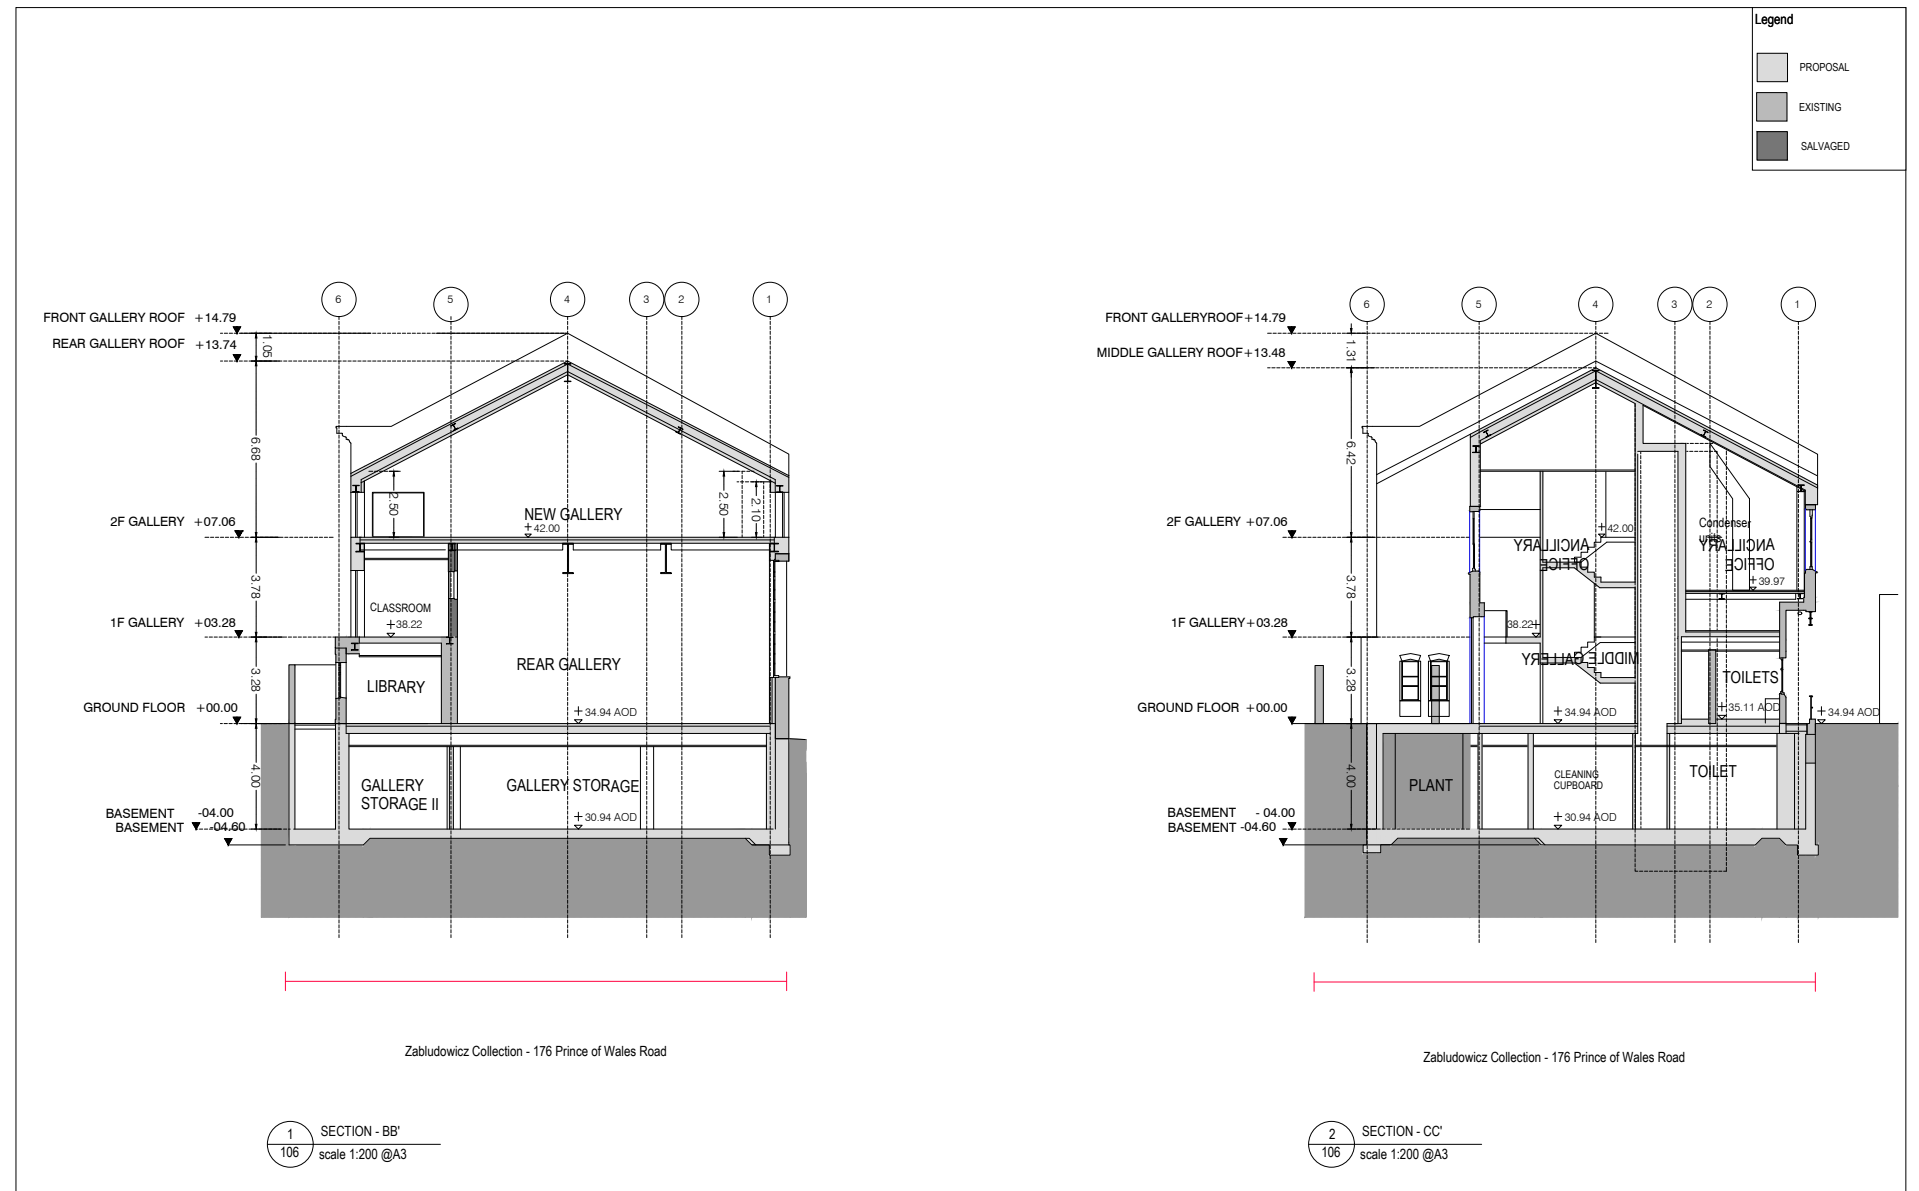 Legend
PROPOSAL
EXISTING
SALVAGED
6
5
4
3
2
1
FRONT GALLERY ROOF +14.79
REAR GALLERY ROOF +13.74
1.05
6.68
2.50
2.50
2.10
NEW GALLERY
+42.00
2F GALLERY +07.06
3.78
CLASSROOM
+38.22
1F GALLERY +03.28
REAR GALLERY
3.28
LIBRARY
GROUND FLOOR +00.00
+34.94 AOD
4.00
GALLERY
STORAGE II
GALLERY STORAGE
+30.94 AOD
BASEMENT -04.00
BASEMENT -04.60
Zabludowicz Collection - 176 Prince of Wales Road
1
106
SECTION - BB'
scale 1:200 @A3
6
5
4
3
2
1
FRONT GALLERYROOF+14.79
MIDDLE GALLERY ROOF+13.48
1.31
6.42
2F GALLERY +07.06
+42.00
Condenser
units
ANCILLARY
OFFICE
ANCILLARY
OFFICE
+39.97
3.78
1F GALLERY+03.28
38.22+
MIDDLE GALLERY
3.28
TOILETS
GROUND FLOOR +00.00
+34.94 AOD
+35.11 AOD
+34.94 AOD
4.00
PLANT
CLEANING
CUPBOARD
TOILET
+30.94 AOD
BASEMENT - 04.00
BASEMENT -04.60
Zabludowicz Collection - 176 Prince of Wales Road
2
106
SECTION - CC'
scale 1:200 @A3